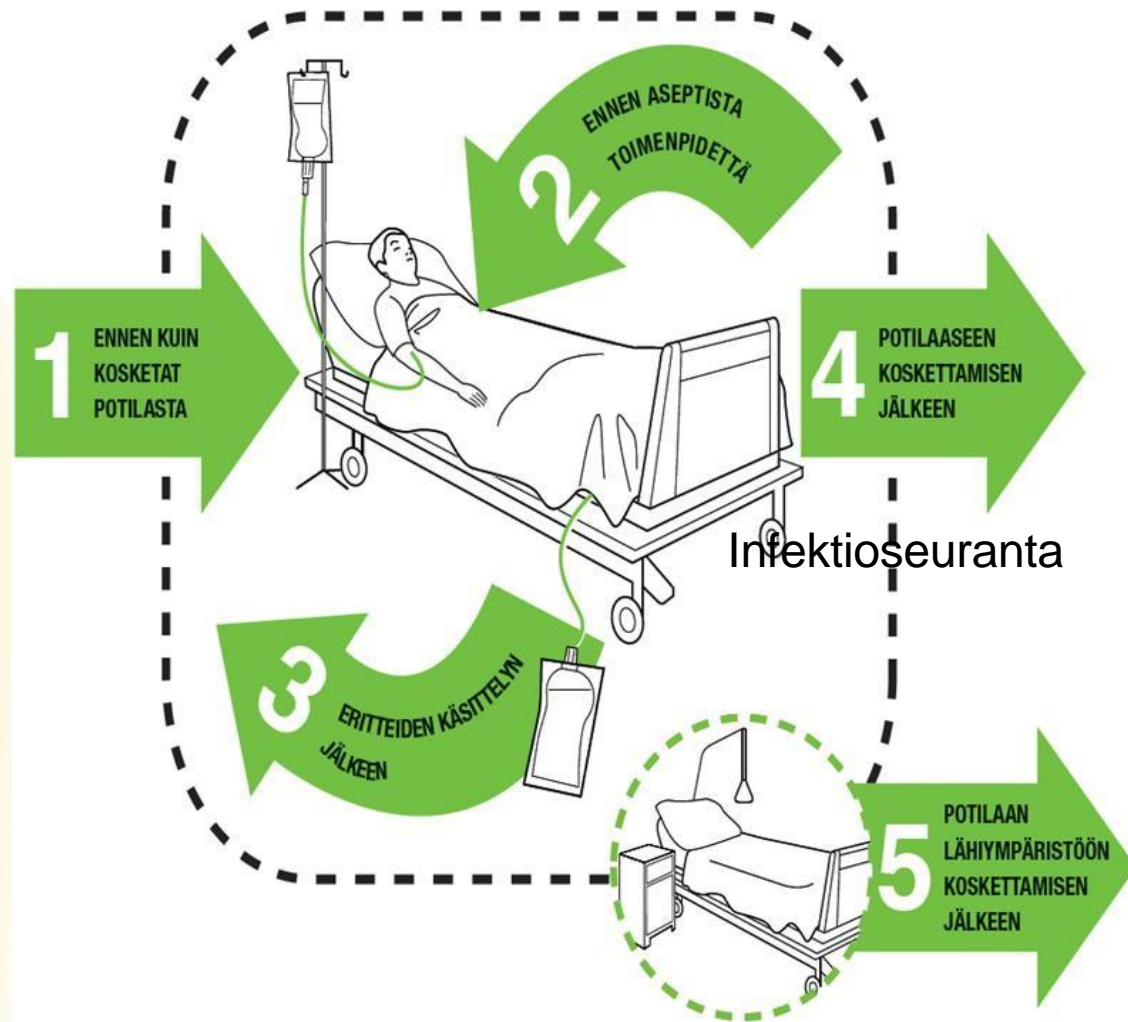 1
ENNEN KUIN
KOSKETAT
POTILASTA
2
ENNEN ASEPTISTA
TOIMENPIDETTÄ
3
ERITTEIDEN KÄSITTELYN
JÄLKEEN
4
POTILAASEEN
KOSKETTAMISEN
JÄLKEEN
Infektioseuranta
5
POTILAAN
LÄHIYMPÄRISTÖÖN
KOSKETTAMISEN
JÄLKEEN